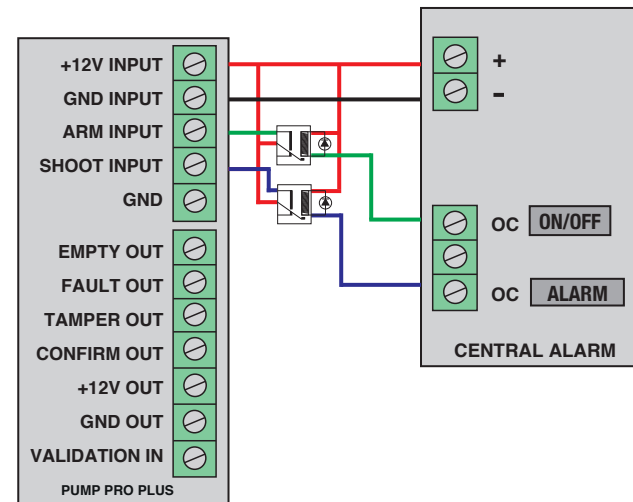 +12V INPUT
GND INPUT
ARM INPUT
SHOOT INPUT
GND
EMPTY OUT
FAULT OUT
TAMPER OUT
CONFIRM OUT
+12V OUT
GND OUT
VALIDATION IN
PUMP PRO PLUS
+
-
OC ON/OFF
OC ALARM
CENTRAL ALARM